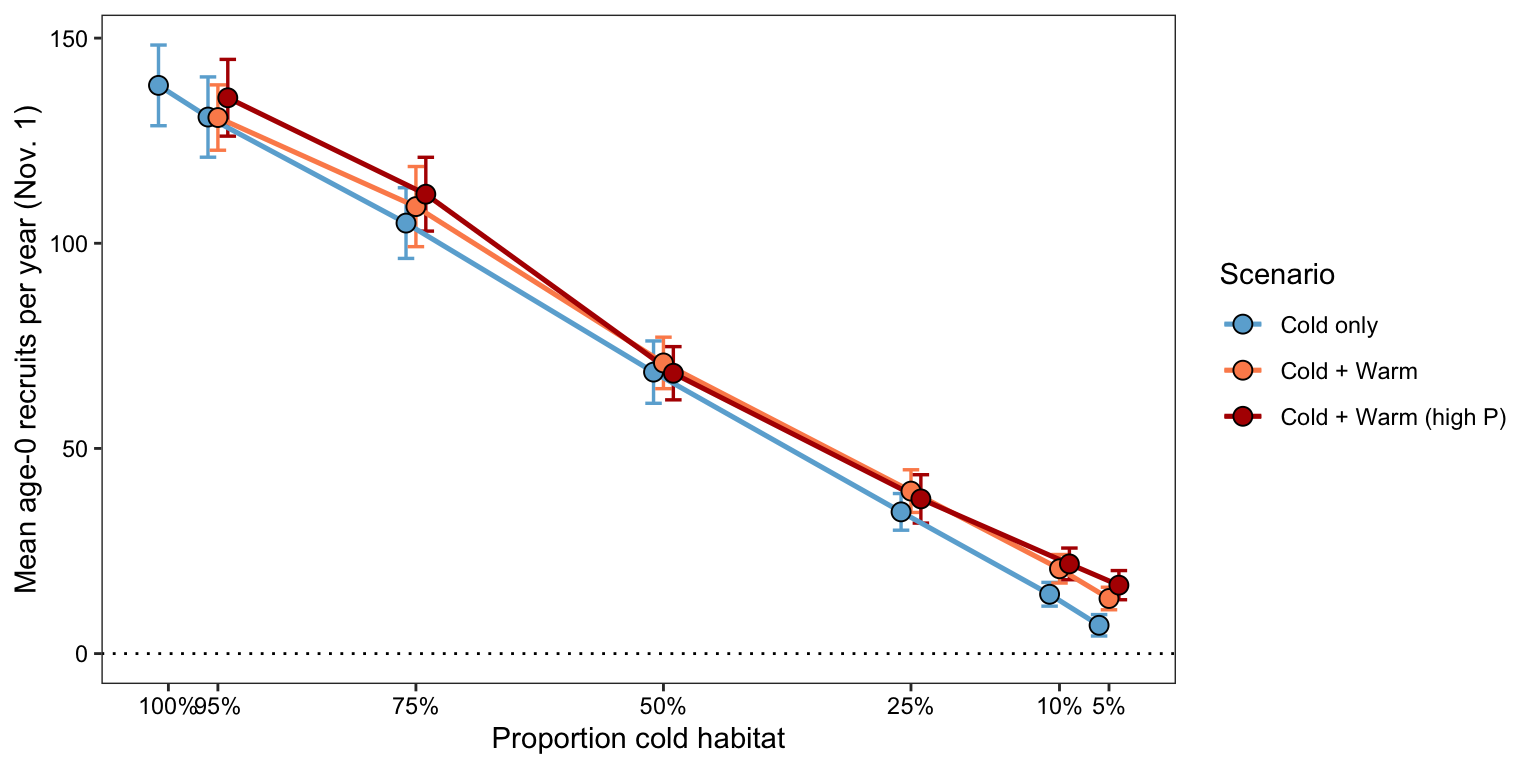 Mean age-0 recruits per year (Nov. 1)
150
100
50
0
100% 95% 75% 50% 25% 10% 5%
Proportion cold habitat
Scenario
Cold only
Cold + Warm
Cold + Warm (high P)